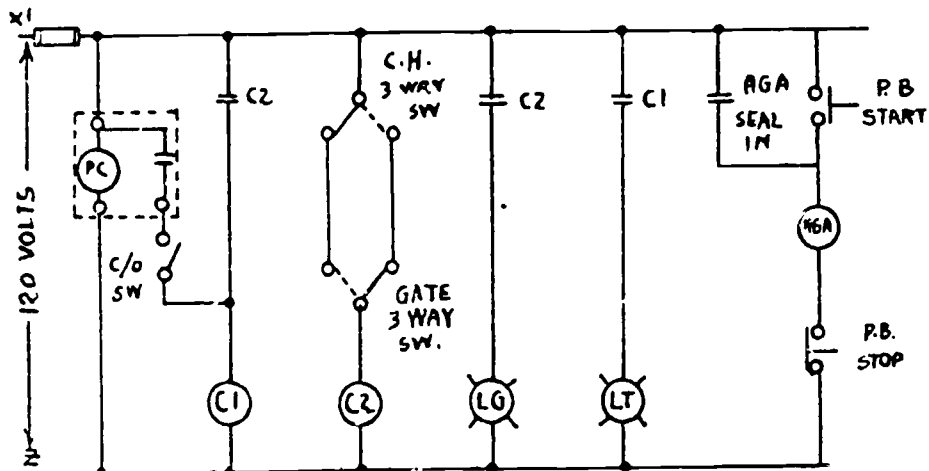 X1
120 VOLTS
N
PC
C/O
SW
C2
C1
C.H.
3 WAY
SW
GATE
3 WAY
SW.
C2
C2
LG
C1
LT
AGA
SEAL
IN
P.B
START
AGA
P.B.
STOP